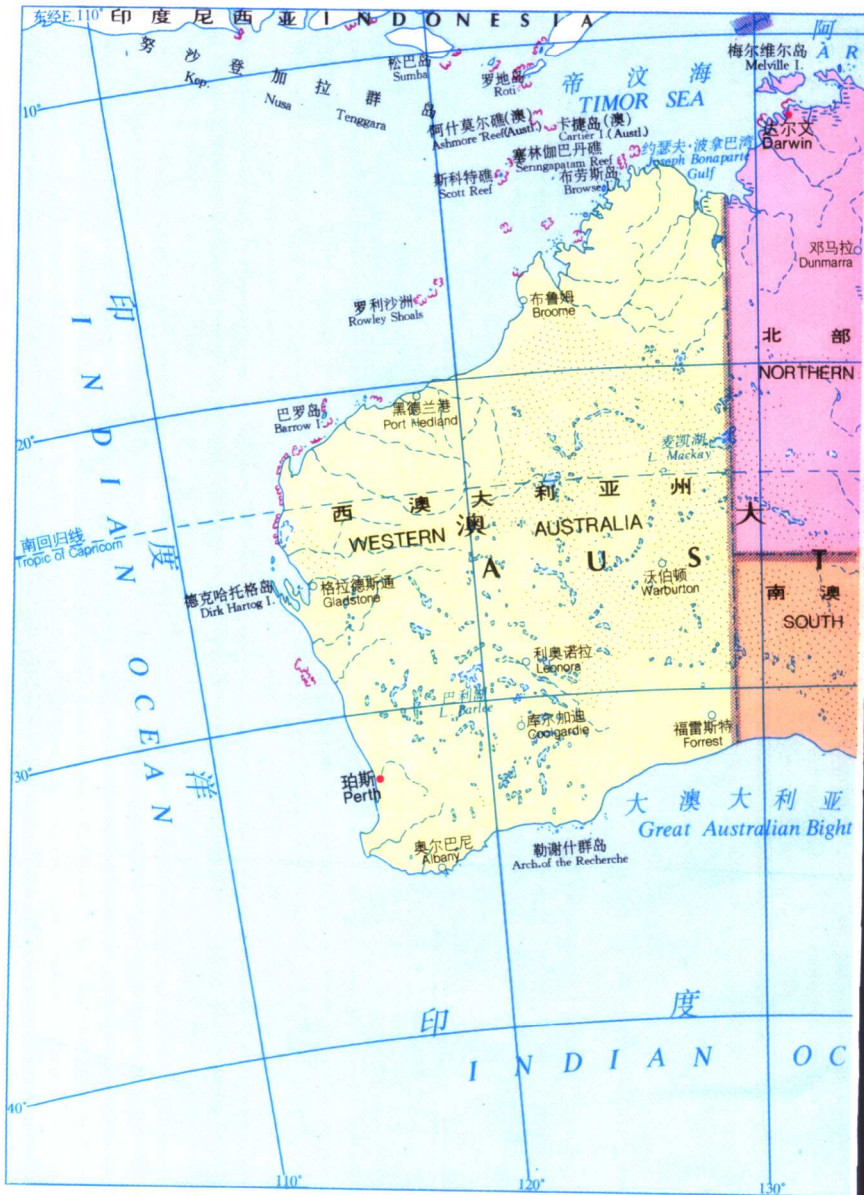 东经E.110°
印度尼西亚INDONESIA
努沙登加拉群岛
Kep. Nusa Tenggara
松巴岛
Sumba
罗地岛
Roti
帝汶海
TIMOR SEA
阿
AR
梅尔维尔岛
Melville I.
10°
阿什莫尔礁(澳)
Ashmore Reef(Austl.)
卡捷岛(澳)
Cartier I.(Austl.)
达尔文
Darwin
塞林伽巴丹礁
Seringapatam Reef
约瑟夫·波拿巴湾
Joseph Bonaparte
Gulf
斯科特礁
Scott Reef
布劳斯岛
Browse I.
邓马拉
Dunmarra
罗利沙洲
Rowley Shoals
布鲁姆
Broome
北部
NORTHERN
印度洋
INDIAN OCEAN
巴罗岛
Barrow I.
黑德兰港
Port Hedland
20°
麦凯湖
L. Mackay
西澳大利亚州
WESTERN AUSTRALIA
澳大
AUST
南回归线
Tropic of Capricorn
德克哈托格岛
Dirk Hartog I.
格拉德斯通
Gladstone
沃伯顿
Warburton
南澳
SOUTH
利奥诺拉
Leonora
巴利湖
L. Barlee
库尔加迪
Coolgardie
福雷斯特
Forrest
30°
珀斯
Perth
大澳大利亚
Great Australian Bight
奥尔巴尼
Albany
勒谢什群岛
Arch.of the Recherche
印度
INDIAN OC
40°
110°
120°
130°